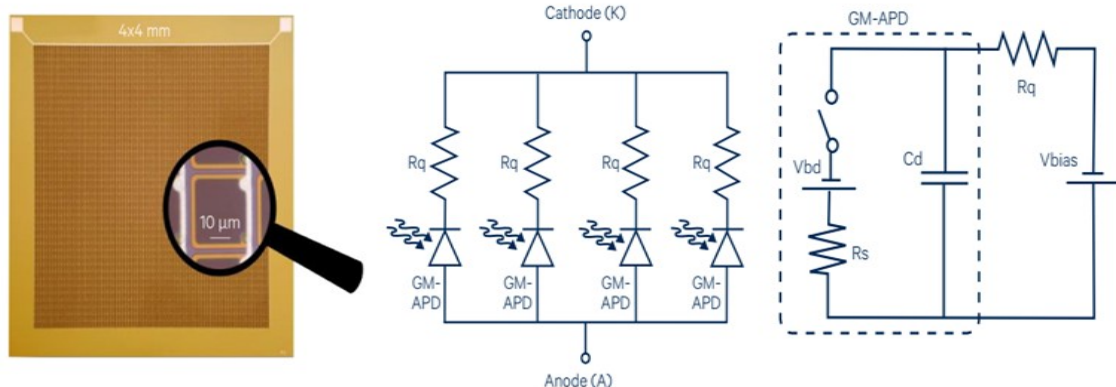 4x4 mm
10 µm
Cathode (K)
Rq
Rq
Rq
Rq
GM-
APD
GM-
APD
GM-
APD
GM-
APD
Anode (A)
GM-APD
Vbd
Cd
Rs
Rq
Vbias